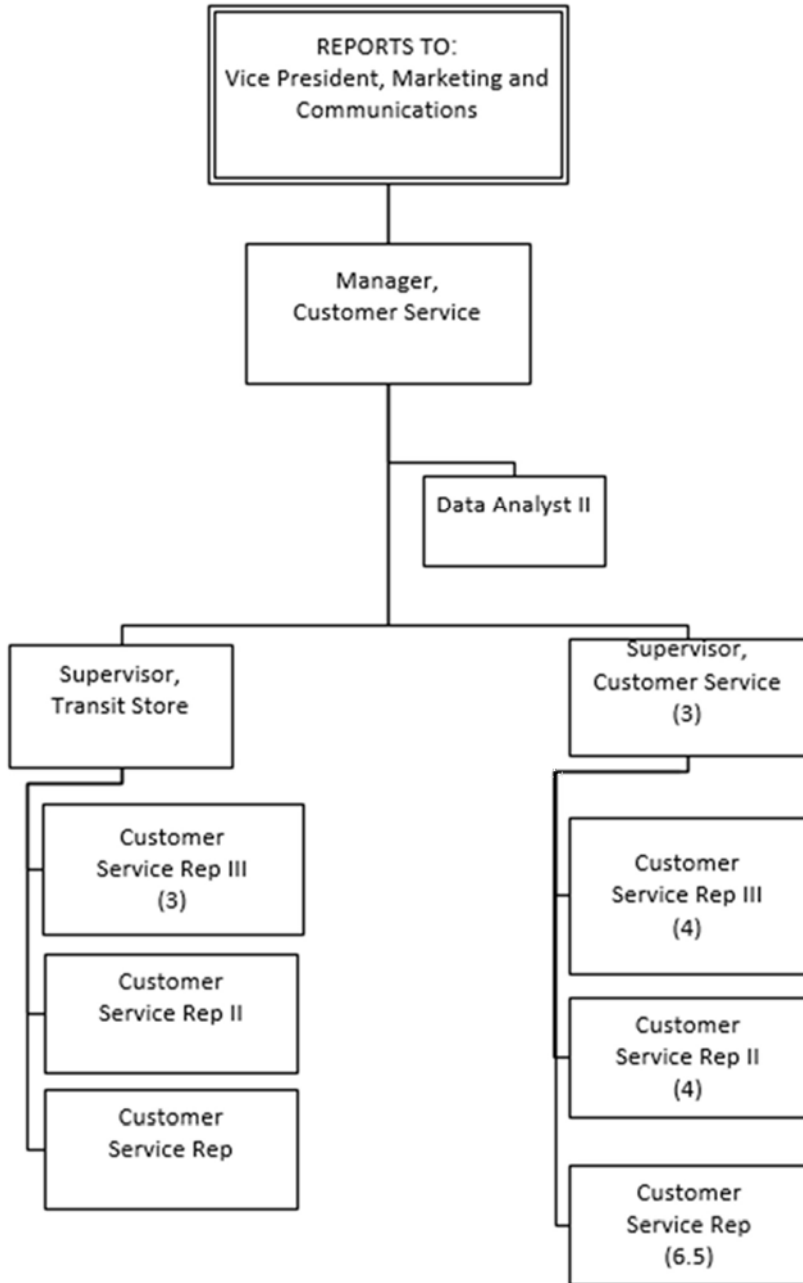 REPORTS TO:
Vice President, Marketing and
Communications
Manager,
Customer Service
Data Analyst II
Supervisor,
Transit Store
Customer
Service Rep III
(3)
Customer
Service Rep II
Customer
Service Rep
Supervisor,
Customer Service
(3)
Customer
Service Rep III
(4)
Customer
Service Rep II
(4)
Customer
Service Rep
(6.5)